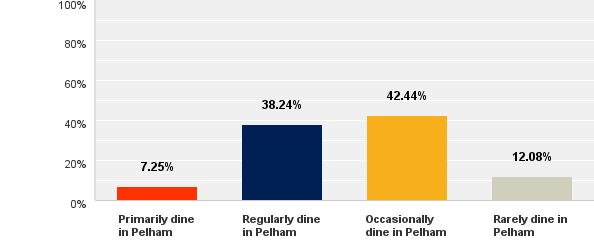 100%
80%
60%
40%
20%
0%
7.25%
38.24%
42.44%
12.08%
Primarily dine
in Pelham
Regularly dine
in Pelham
Occasionally
dine in Pelham
Rarely dine in
Pelham